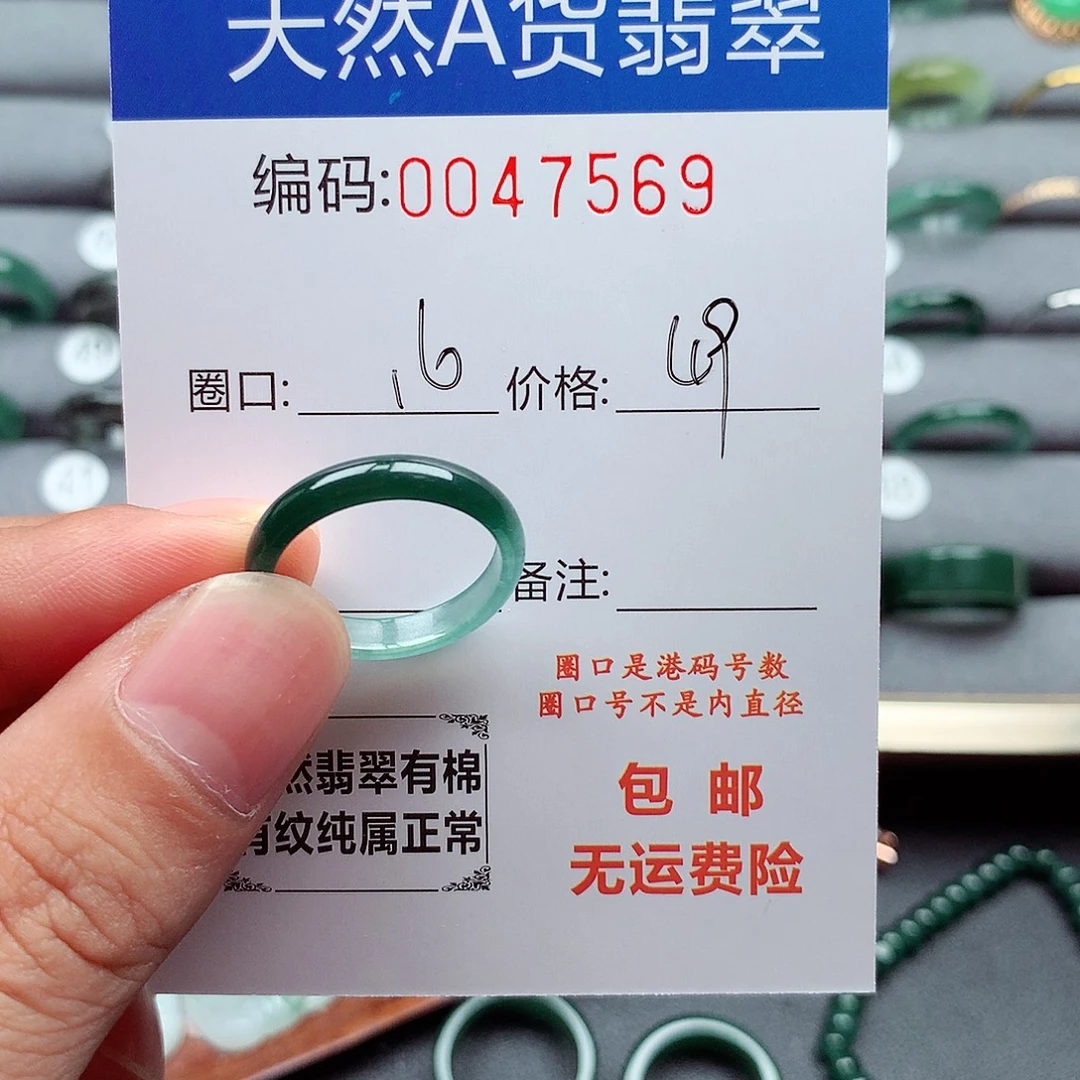 天然A货翡翠
编码:0047569
圈口: 16 价格: 69
备注:
圈口是港码号数
圈口号不是内直径
然翡翠有棉
有纹纯属正常
包邮
无运费险